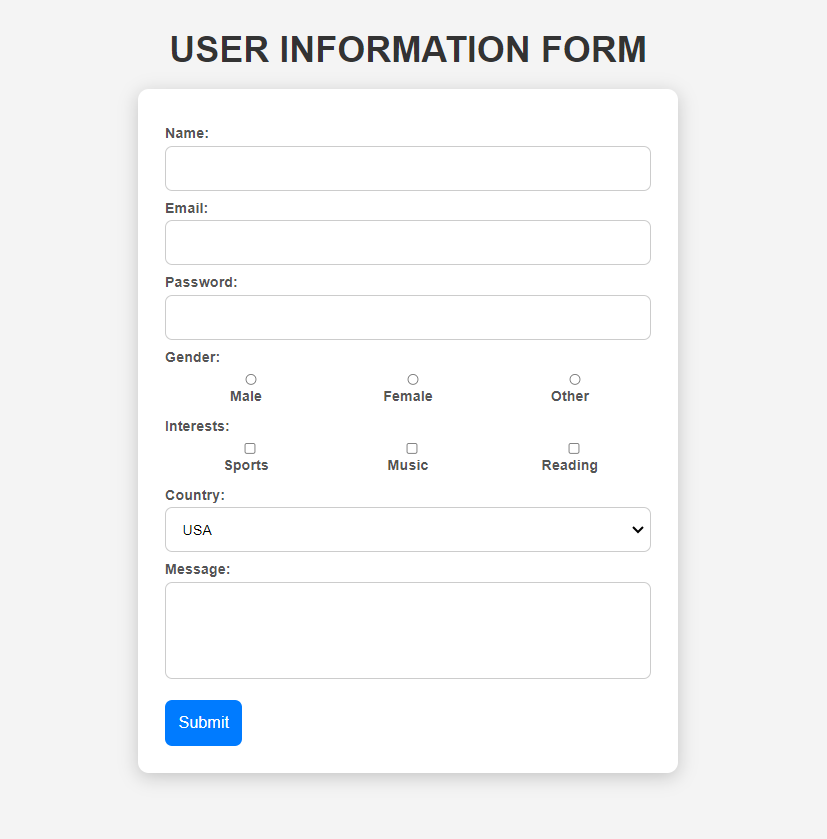 USER INFORMATION FORM
Name:
Email:
Password:
Gender:
Male Female Other
Interests:
Sports Music Reading
Country:
USA
Message:
Submit